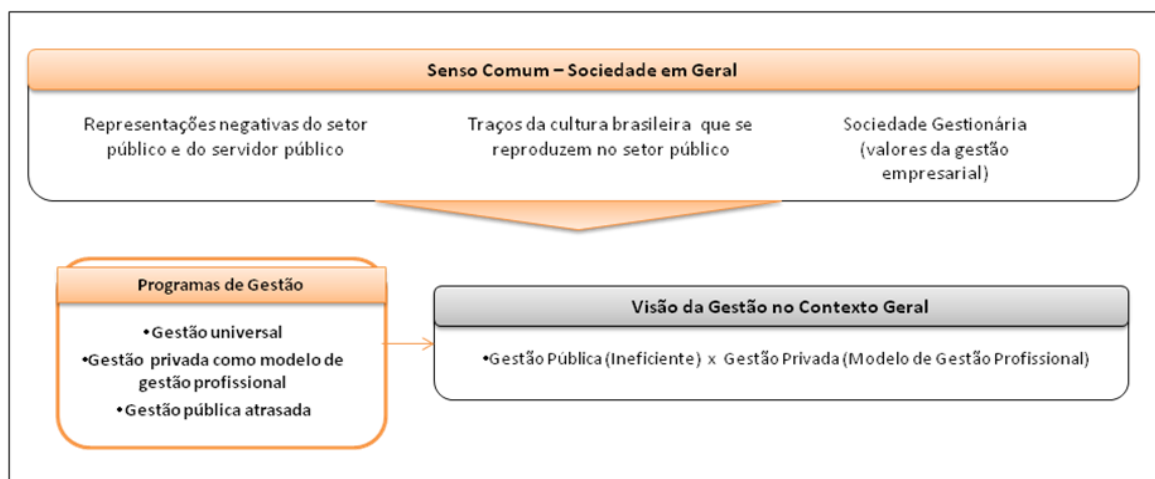 Senso Comum – Sociedade em Geral
Representações negativas do setor
público e do servidor público
Traços da cultura brasileira que se
reproduzem no setor público
Sociedade Gestionária
(valores da gestão
empresarial)
Programas de Gestão
•Gestão universal
•Gestão privada como modelo de
gestão profissional
•Gestão pública atrasada
Visão da Gestão no Contexto Geral
•Gestão Pública (Ineficiente) x Gestão Privada (Modelo de Gestão Profissional)